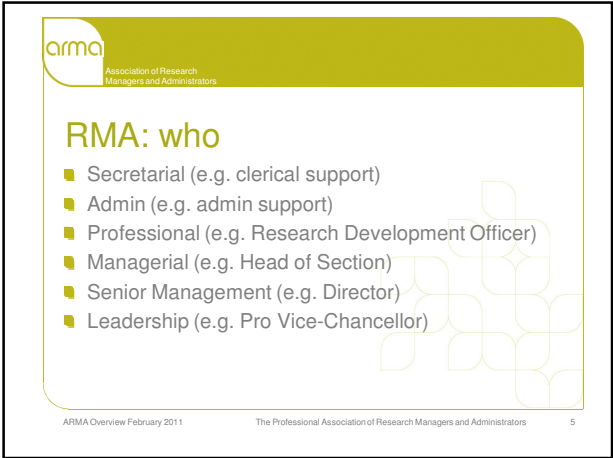 arma
Association of Research
Managers and Administrators
RMA: who
Secretarial (e.g. clerical support)
Admin (e.g. admin support)
Professional (e.g. Research Development Officer)
Managerial (e.g. Head of Section)
Senior Management (e.g. Director)
Leadership (e.g. Pro Vice-Chancellor)
ARMA Overview February 2011 The Professional Association of Research Managers and Administrators 5